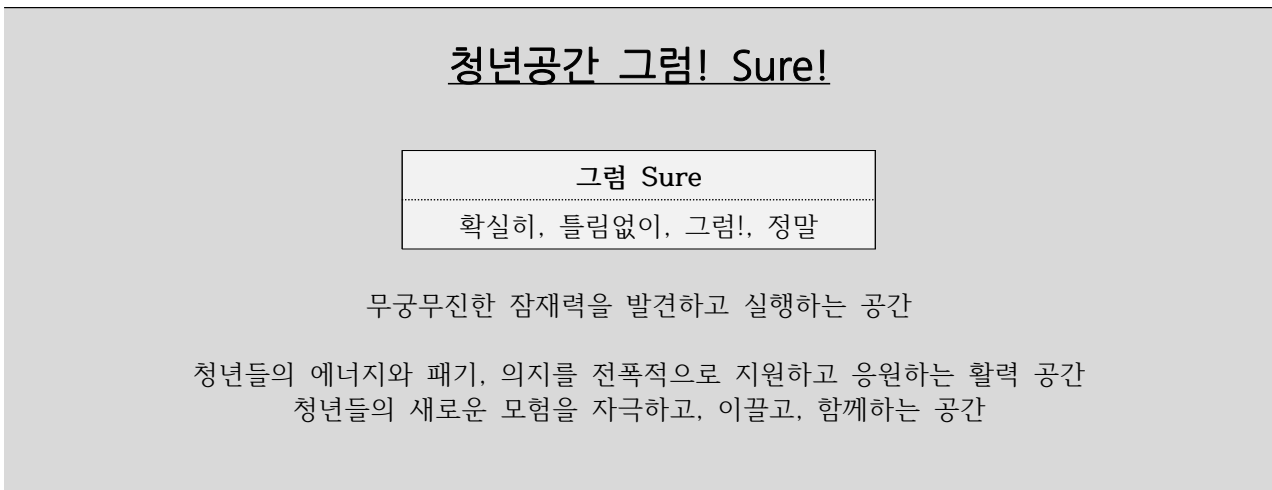 청년공간 그럼! Sure!
그럼 Sure
확실히, 틀림없이, 그럼!, 정말
무궁무진한 잠재력을 발견하고 실행하는 공간
청년들의 에너지와 패기, 의지를 전폭적으로 지원하고 응원하는 활력 공간
청년들의 새로운 모험을 자극하고, 이끌고, 함께하는 공간